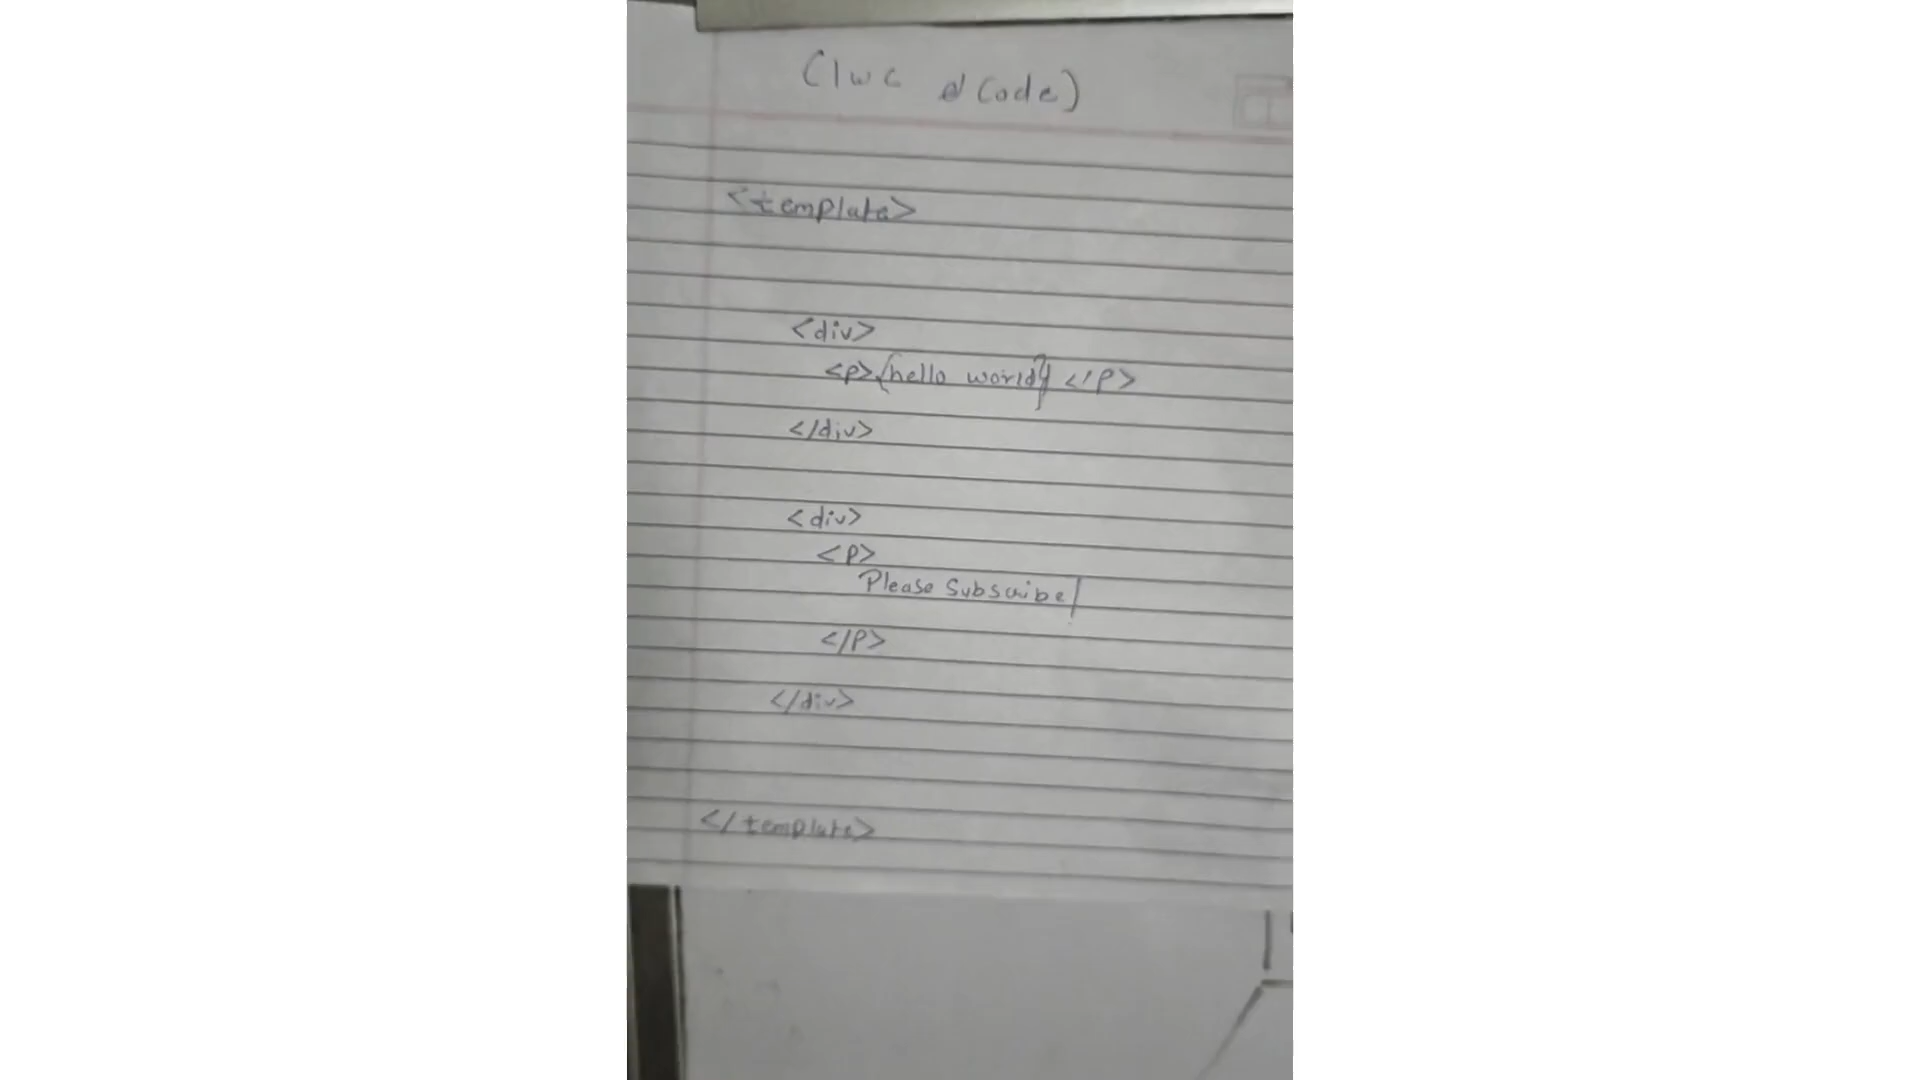 (lwc Code)
<template>
<div>
<p>{hello world} </p>
</div>
<div>
<p>
Please Subscribe
</p>
</div>
</template>